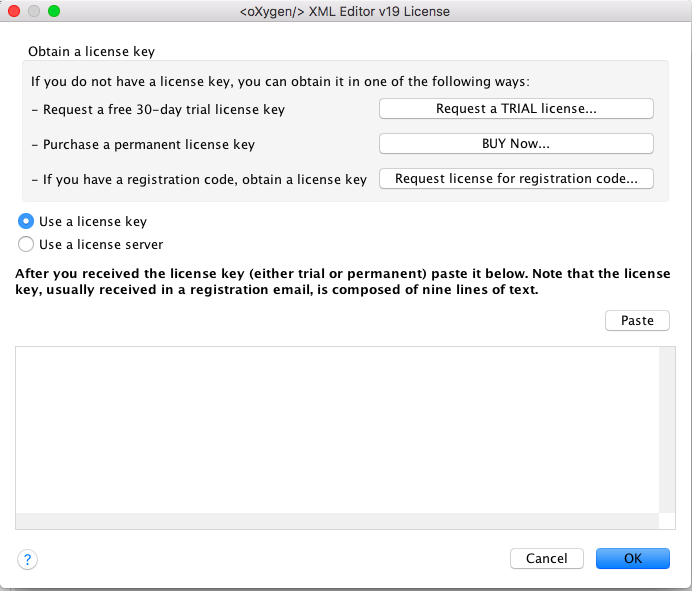 <oXygen/> XML Editor v19 License
Obtain a license key
If you do not have a license key, you can obtain it in one of the following ways:
– Request a free 30-day trial license key
Request a TRIAL license...
– Purchase a permanent license key
BUY Now...
– If you have a registration code, obtain a license key
Request license for registration code...
Use a license key
Use a license server
After you received the license key (either trial or permanent) paste it below. Note that the license
key, usually received in a registration email, is composed of nine lines of text.
Paste
?
Cancel
OK